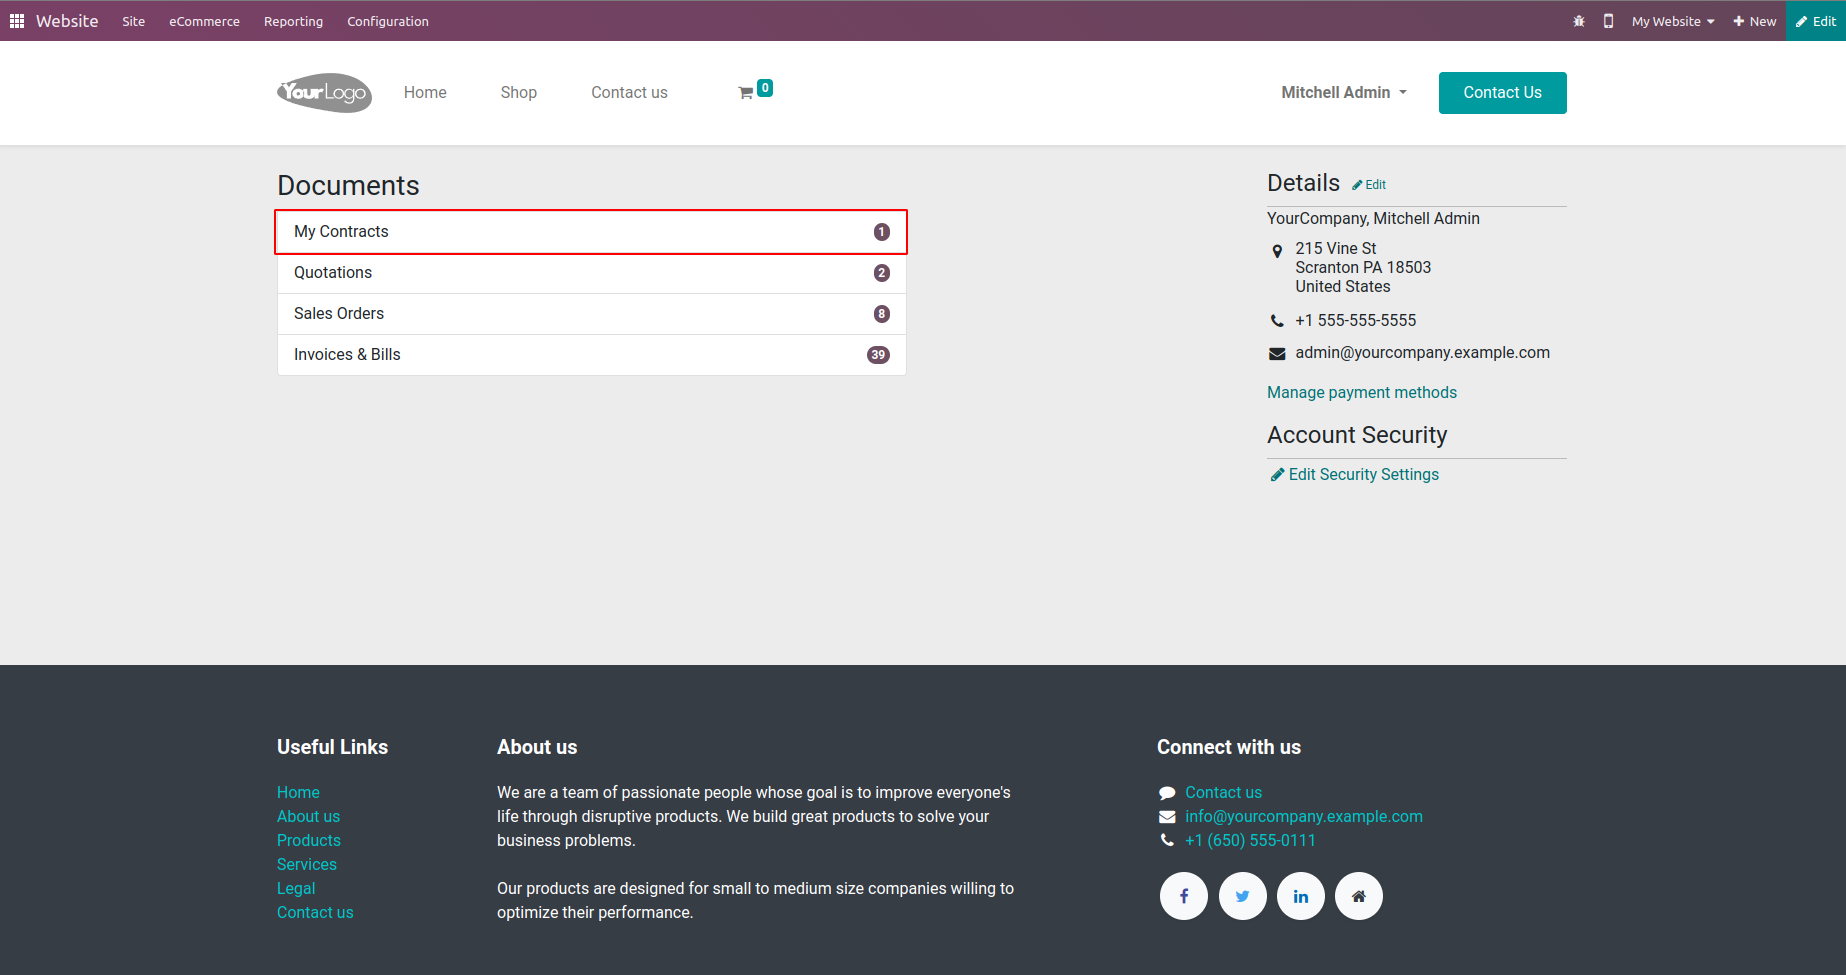 Website Site eCommerce Reporting Configuration My Website New Edit
YourLogo Home Shop Contact us 0 Mitchell Admin Contact Us
Documents
My Contracts 1
Quotations 2
Sales Orders 8
Invoices & Bills 39
Details Edit
YourCompany, Mitchell Admin
215 Vine St
Scranton PA 18503
United States
+1 555-555-5555
admin@yourcompany.example.com
Manage payment methods
Account Security
Edit Security Settings
Useful Links
Home
About us
Products
Services
Legal
Contact us
About us
We are a team of passionate people whose goal is to improve everyone's
life through disruptive products. We build great products to solve your
business problems.
Our products are designed for small to medium size companies willing to
optimize their performance.
Connect with us
Contact us
info@yourcompany.example.com
+1 (650) 555-0111